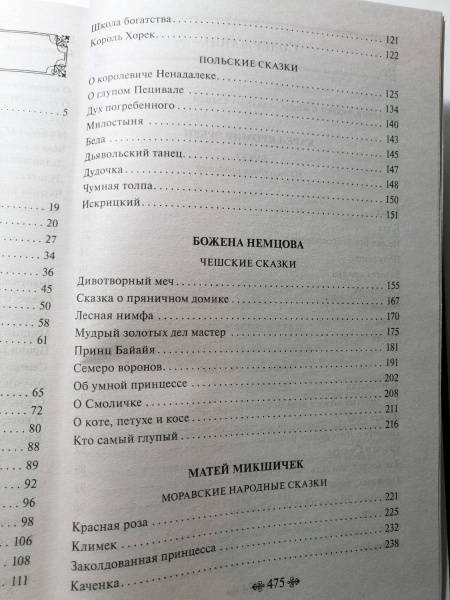 5
19
20
27
34
36
45
50
58
61
65
72
80
88
89
92
96
98
108
111
Школа богатства 121
Король Хорек 122
ПОЛЬСКИЕ СКАЗКИ
О королевиче Ненадалеке 125
О глупом Пецивале 134
Дух погребенного 140
Милостыня 143
Беда 145
Дьявольский танец 147
Дудочка 148
Чумная толпа 150
Искрицкий 151
БОЖЕНА НЕМЦОВА
ЧЕШСКИЕ СКАЗКИ
Дивотворный меч 155
Сказка о пряничном домике 167
Лесная нимфа 170
Мудрый золотых дел мастер 175
Принц Байайя 181
Семеро воронов 191
Об умной принцессе 202
О Смоличке 208
О коте, петухе и косе 211
Кто самый глупый 216
МАТЕЙ МИКШИЧЕК
МОРАВСКИЕ НАРОДНЫЕ СКАЗКИ
Красная роза 221
Климек 225
Заколдованная принцесса 232
Каченка 238
475